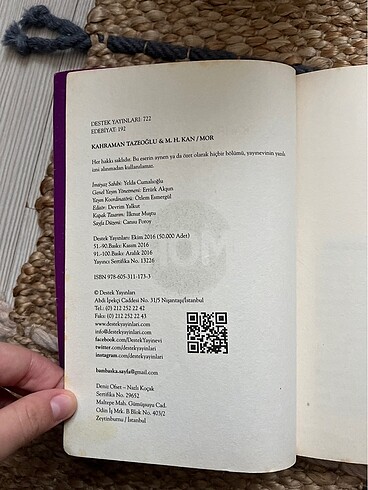 DESTEK YAYINLARI: 722
EDEBİYAT: 192
KAHRAMAN TAZEOĞLU & M. H. KAN / MOR
Her hakkı saklıdır. Bu eserin aynen ya da özet olarak hiçbir bölümü, yayınevinin yazılı
izni alınmadan kullanılamaz.
İmtiyaz Sahibi: Yelda Cumalıoğlu
Genel Yayın Yönetmeni: Ertürk Akşun
Yayın Koordinatörü: Özlem Esmergül
Editör: Devrim Yalkut
Kapak Tasarım: İlknur Muştu
Sayfa Düzeni: Cansu Poroy
Destek Yayınları: Ekim 2016 (50.000 Adet)
51.-90.Baskı: Kasım 2016
91.-100.Baskı: Aralık 2016
Yayıncı Sertifika No. 13226
ISBN 978-605-311-173-3
© Destek Yayınları
Abdi İpekçi Caddesi No. 31/5 Nişantaşı/İstanbul
Tel.: (0) 212 252 22 42
Faks: (0) 212 252 22 43
www.destekyayinlari.com
info@destekyayinlari.com
facebook.com/DestekYayinevi
twitter.com/destekyayinlari
instagram.com/destekyayinlari
bambaska.sayfa@gmail.com
Deniz Ofset – Nazlı Koçak
Sertifika No. 29652
Maltepe Mah. Gümüşsuyu Cad.
Odin İş Mrk. B Blok No. 403/2
Zeytinburnu / İstanbul